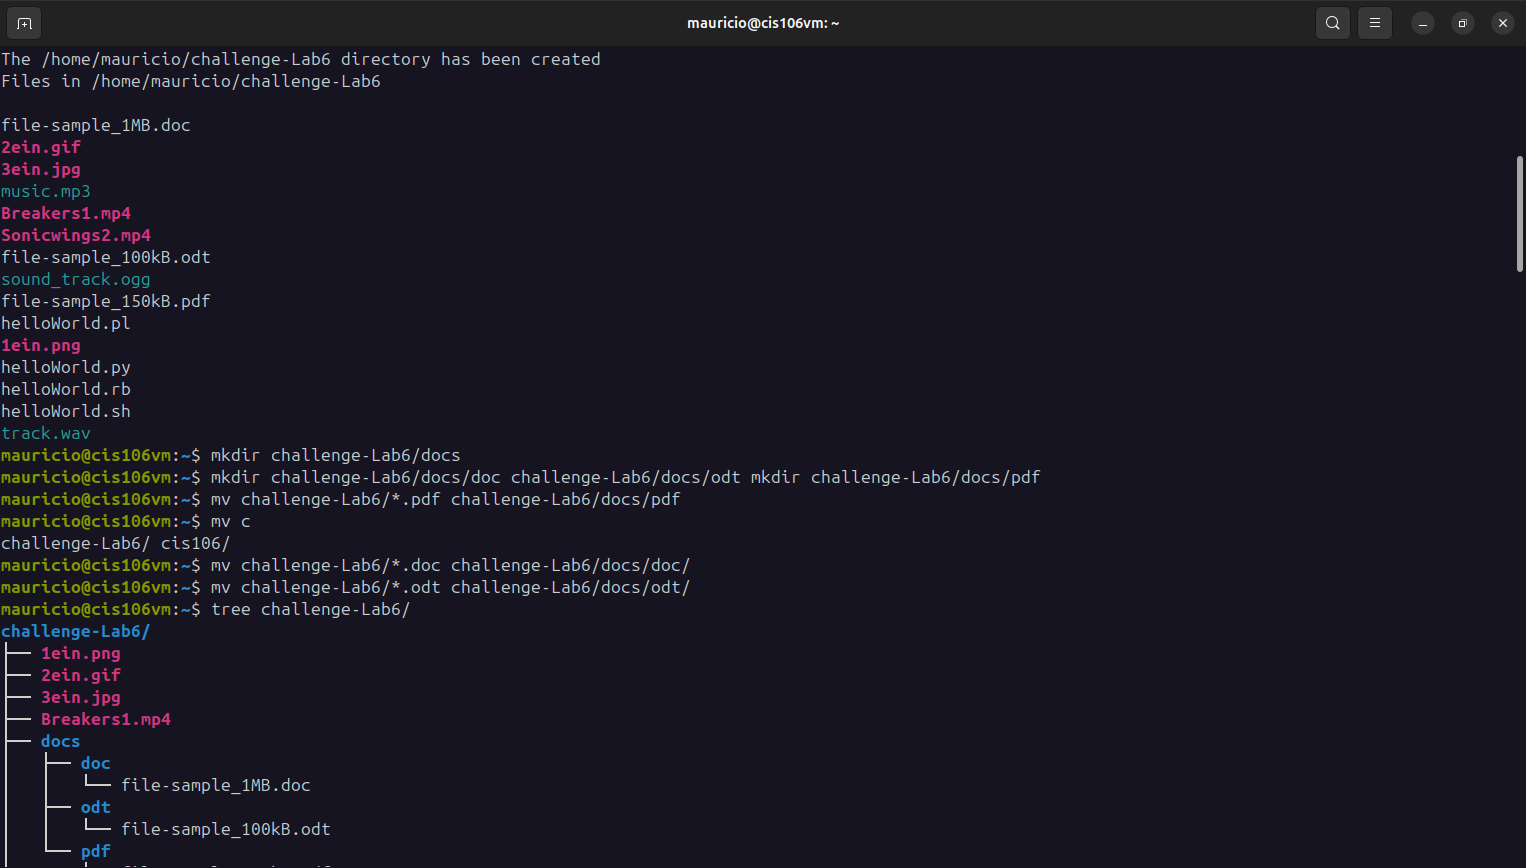 mauricio@cis106vm: ~
The /home/mauricio/challenge-Lab6 directory has been created
Files in /home/mauricio/challenge-Lab6
file-sample_1MB.doc
2ein.gif
3ein.jpg
music.mp3
Breakers1.mp4
Sonicwings2.mp4
file-sample_100kB.odt
sound_track.ogg
file-sample_150kB.pdf
helloWorld.pl
1ein.png
helloWorld.py
helloWorld.rb
helloWorld.sh
track.wav
mauricio@cis106vm:~$ mkdir challenge-Lab6/docs
mauricio@cis106vm:~$ mkdir challenge-Lab6/docs/doc challenge-Lab6/docs/odt mkdir challenge-Lab6/docs/pdf
mauricio@cis106vm:~$ mv challenge-Lab6/*.pdf challenge-Lab6/docs/pdf
mauricio@cis106vm:~$ mv c
challenge-Lab6/ cis106/
mauricio@cis106vm:~$ mv challenge-Lab6/*.doc challenge-Lab6/docs/doc/
mauricio@cis106vm:~$ mv challenge-Lab6/*.odt challenge-Lab6/docs/odt/
mauricio@cis106vm:~$ tree challenge-Lab6/
challenge-Lab6/
├── 1ein.png
├── 2ein.gif
├── 3ein.jpg
├── Breakers1.mp4
├── docs
│   ├── doc
│   │   └── file-sample_1MB.doc
│   ├── odt
│   │   └── file-sample_100kB.odt
│   └── pdf